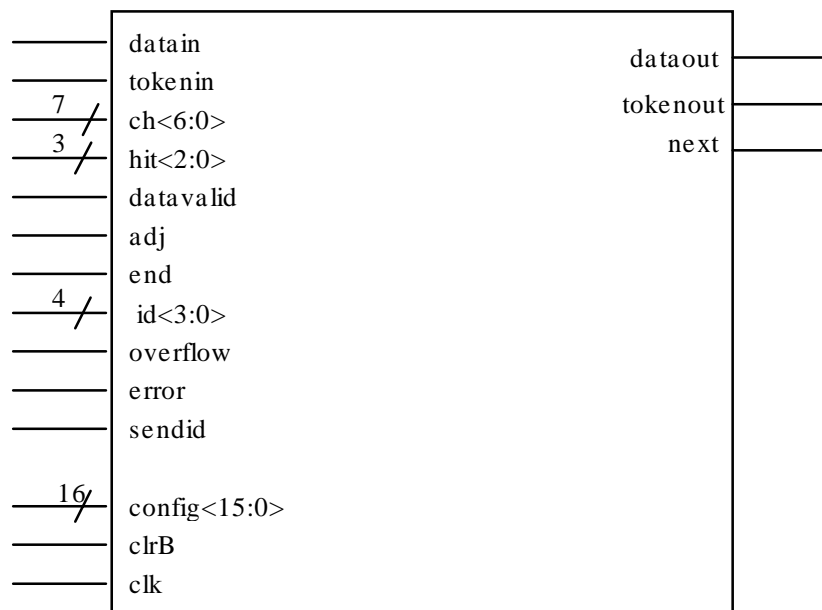 datain
dataout
tokenin
tokenout
7
ch<6:0>
3
hit<2:0>
next
datavalid
adj
end
4
id<3:0>
overflow
error
sendid
16
config<15:0>
clrB
clk